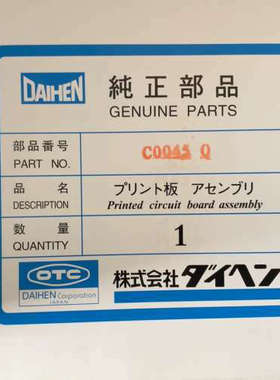 DAIHEN
純正部品
GENUINE PARTS
部品番号
PART NO.
C0045 Q
品名
DESCRIPTION
プリント板 アセンブリ
Printed circuit board assembly
数量
QUANTITY
1
OTC
DAIHEN Corporation
JAPAN
株式会社ダイヘン